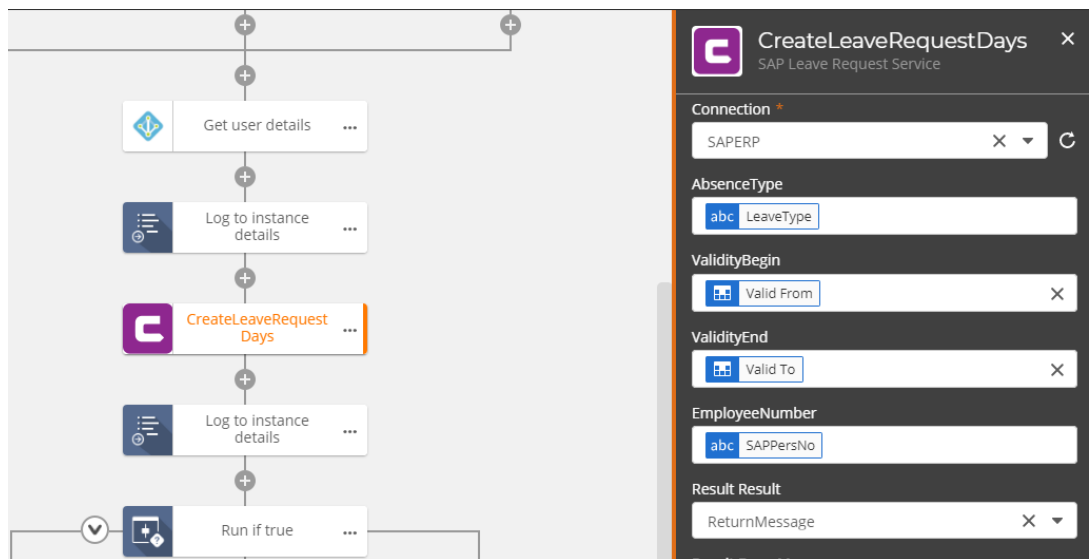 Get user details
Log to instance
details
CreateLeaveRequest
Days
Log to instance
details
Run if true
CreateLeaveRequestDays
SAP Leave Request Service
Connection *
SAPERP
AbsenceType
abc LeaveType
ValidityBegin
Valid From
ValidityEnd
Valid To
EmployeeNumber
abc SAPPersNo
Result Result
ReturnMessage